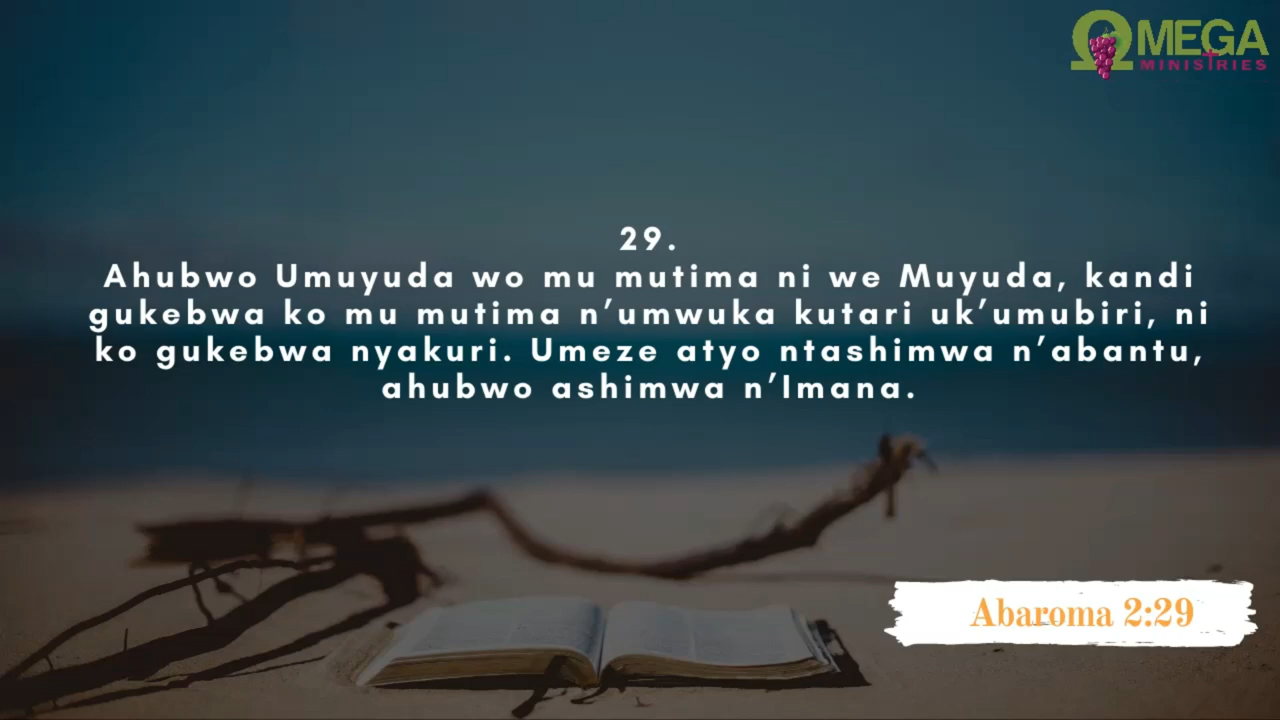 ΩMEGA
MINISTRIES
29.
Ahubwo Umuyuda wo mu mutima ni we Muyuda, kandi
gukebwa ko mu mutima n’umwuka kutari uk’umubiri, ni
ko gukebwa nyakuri. Umeze atyo ntashimwa n’abantu,
ahubwo ashimwa n’Imana.
Abaroma 2:29